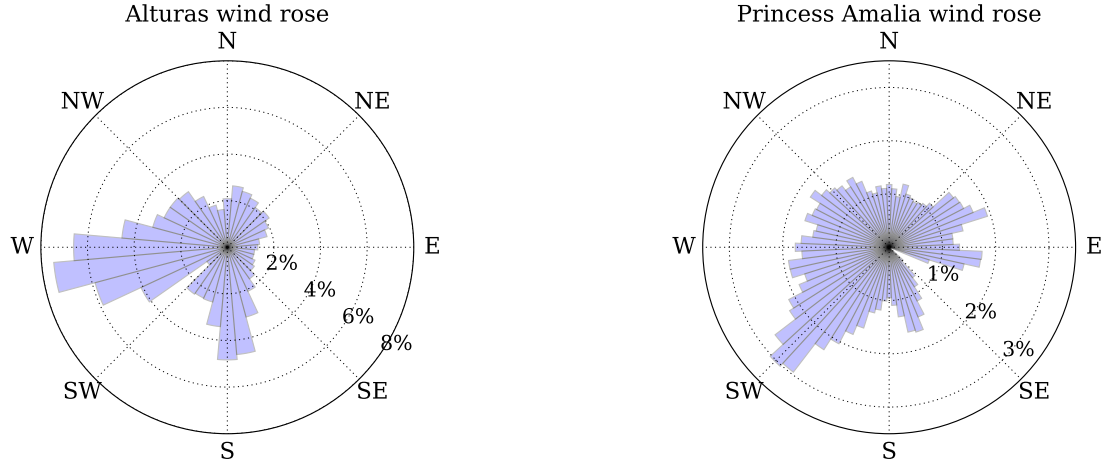 Alturas wind rose
N
NW
NE
W
E
2%
4%
6%
8%
SW
SE
S
Princess Amalia wind rose
N
NW
NE
W
E
1%
2%
3%
SW
SE
S